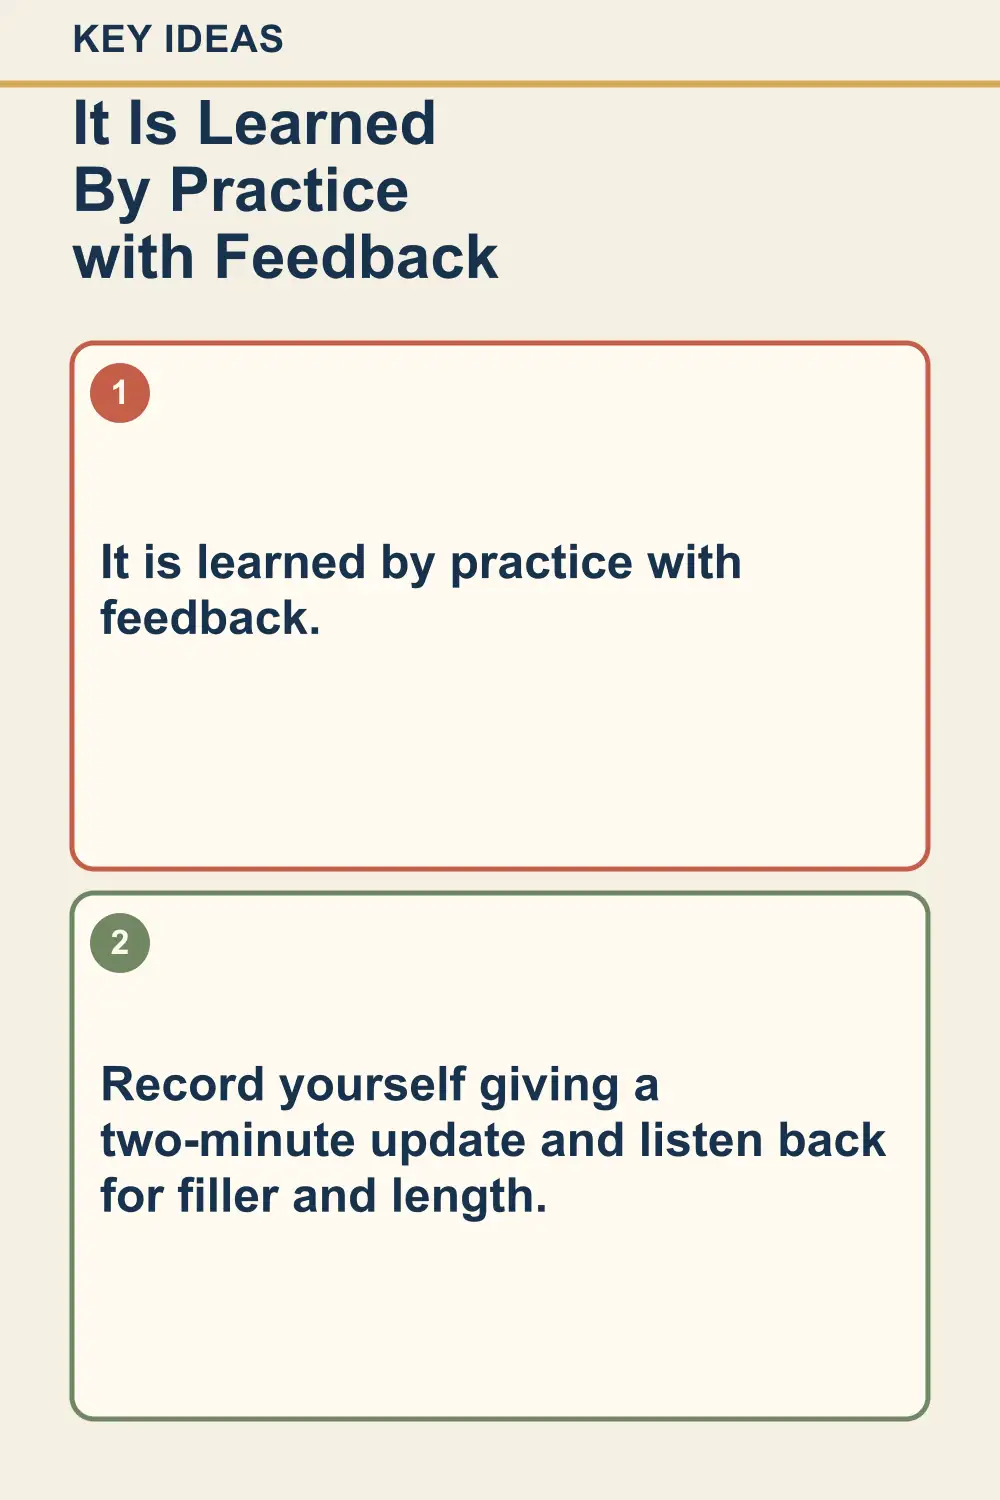 KEY IDEAS
It Is Learned
By Practice
with Feedback
1
It is learned by practice with
feedback.
2
Record yourself giving a
two-minute update and listen back
for filler and length.